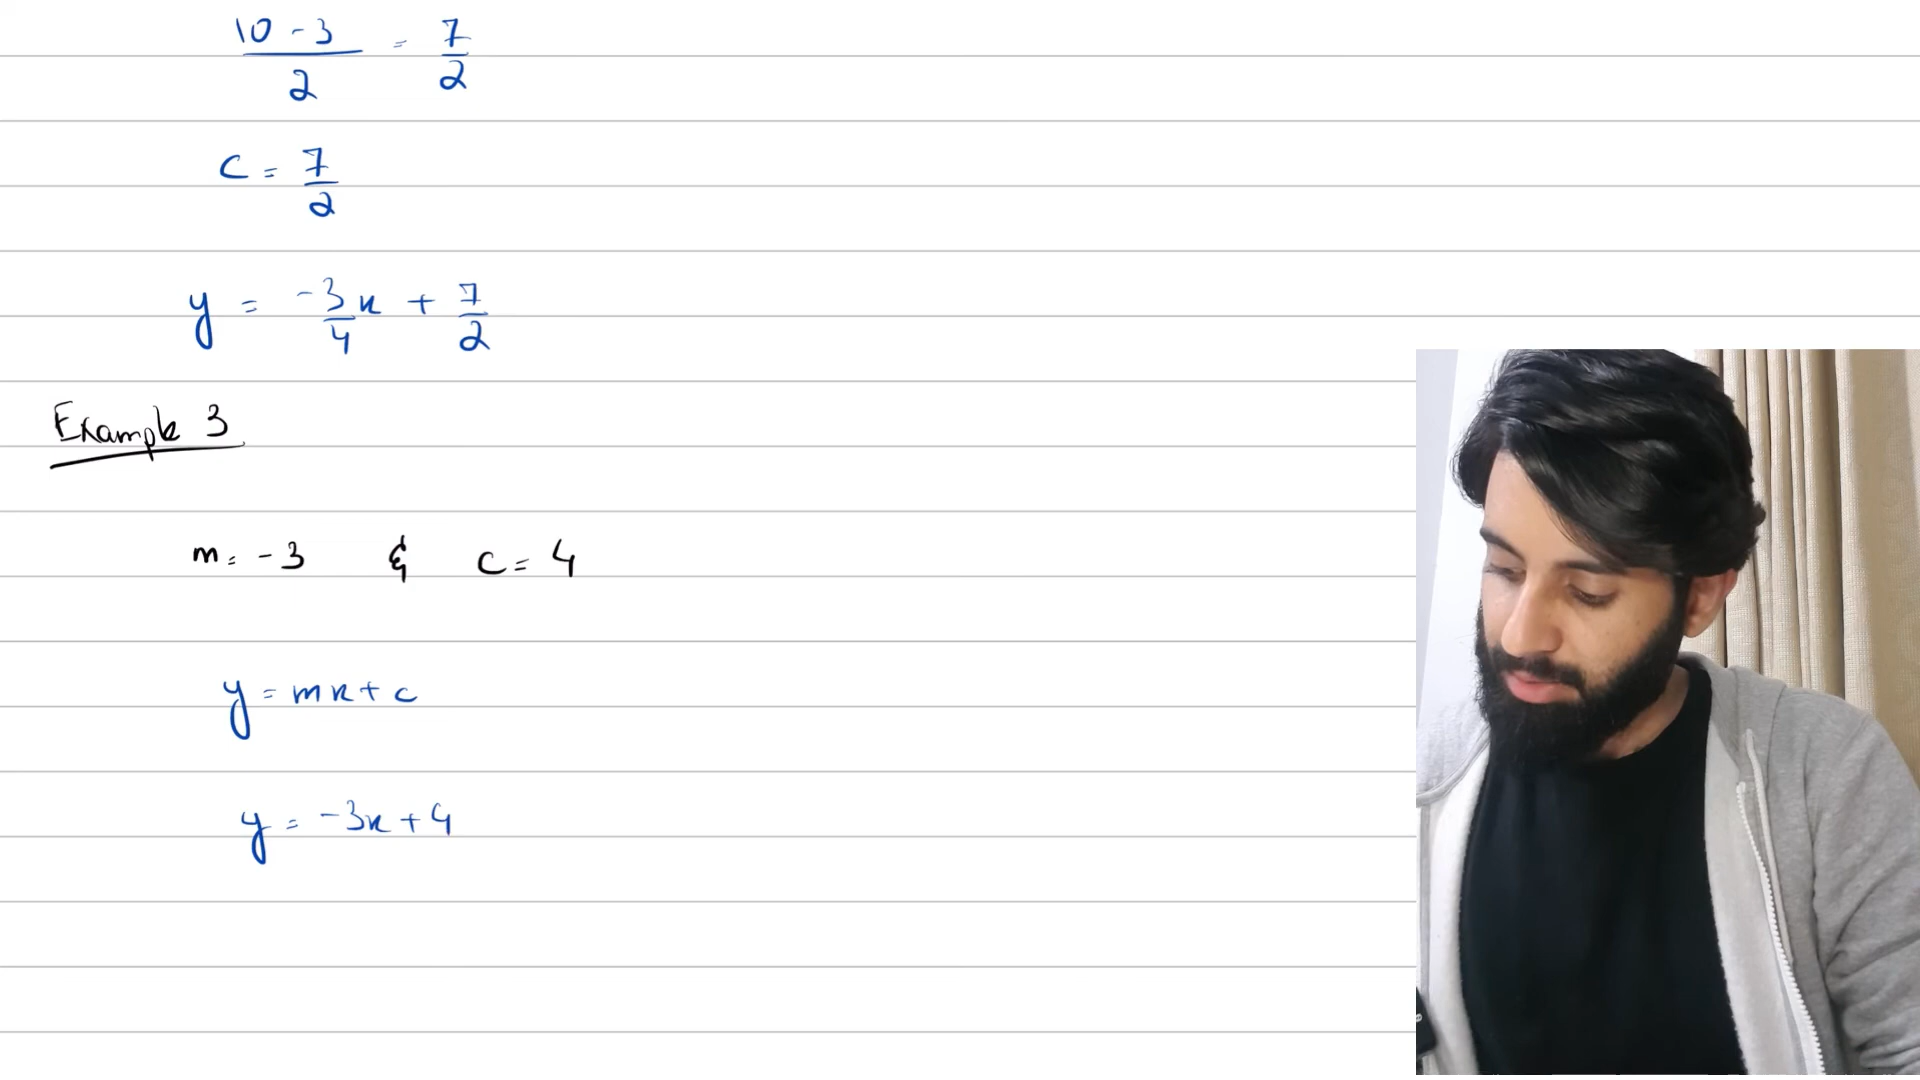 10 - 3 / 2 = 7/2
c = 7/2
y = -3/4 x + 7/2
Example 3
m = -3 & c = 4
y = mx + c
y = -3x + 4